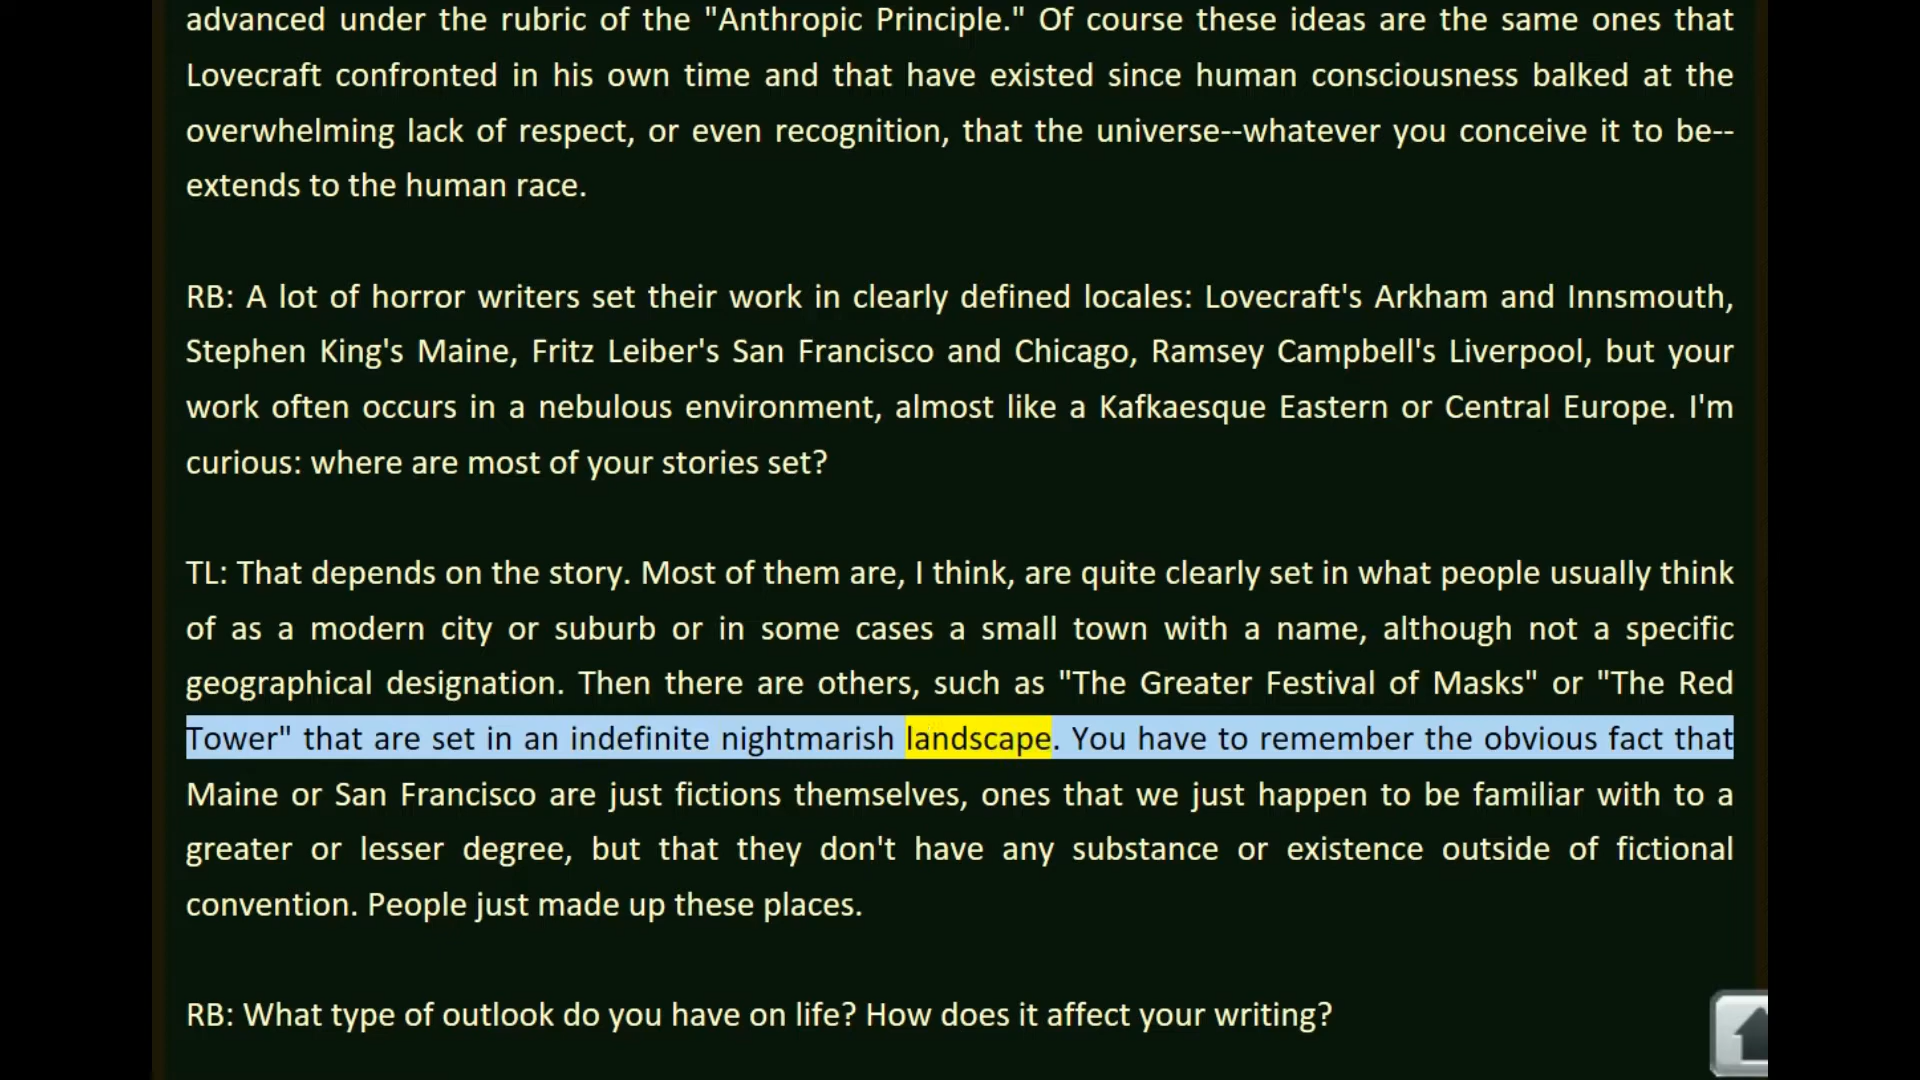 advanced under the rubric of the "Anthropic Principle." Of course these ideas are the same ones that
Lovecraft confronted in his own time and that have existed since human consciousness balked at the
overwhelming lack of respect, or even recognition, that the universe--whatever you conceive it to be--
extends to the human race.
RB: A lot of horror writers set their work in clearly defined locales: Lovecraft's Arkham and Innsmouth,
Stephen King's Maine, Fritz Leiber's San Francisco and Chicago, Ramsey Campbell's Liverpool, but your
work often occurs in a nebulous environment, almost like a Kafkaesque Eastern or Central Europe. I'm
curious: where are most of your stories set?
TL: That depends on the story. Most of them are, I think, are quite clearly set in what people usually think
of as a modern city or suburb or in some cases a small town with a name, although not a specific
geographical designation. Then there are others, such as "The Greater Festival of Masks" or "The Red
Tower" that are set in an indefinite nightmarish landscape. You have to remember the obvious fact that
Maine or San Francisco are just fictions themselves, ones that we just happen to be familiar with to a
greater or lesser degree, but that they don't have any substance or existence outside of fictional
convention. People just made up these places.
RB: What type of outlook do you have on life? How does it affect your writing?